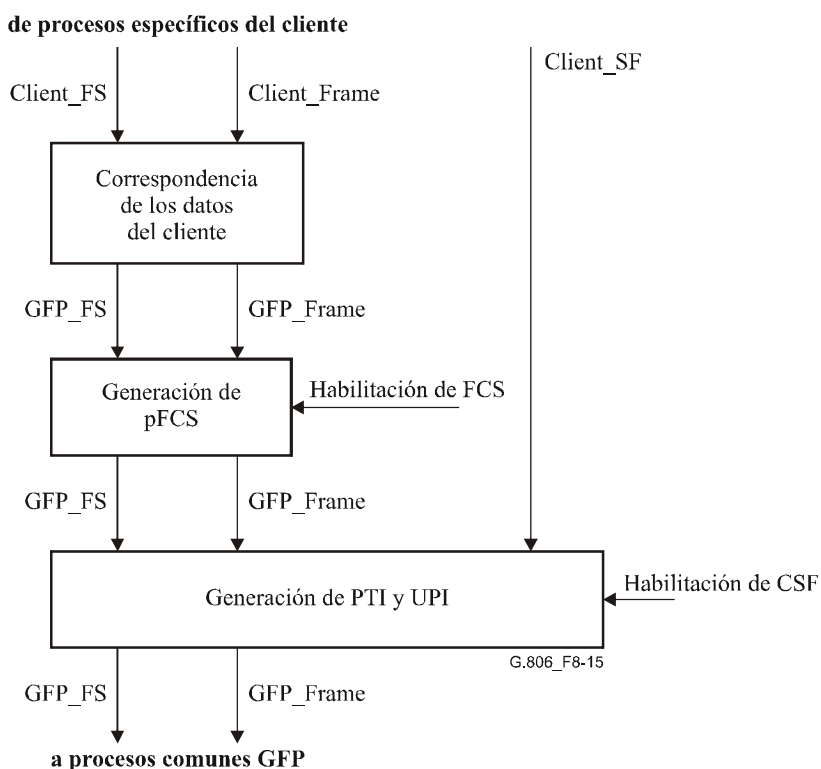 de procesos específicos del cliente
Client_SF
Client_FS
Client_Frame
Correspondencia
de los datos
del cliente
GFP_FS
GFP_Frame
Generación de
pFCS
Habilitación de FCS
GFP_FS
GFP_Frame
Generación de PTI y UPI
Habilitación de CSF
G.806_F8-15
GFP_FS
GFP_Frame
a procesos comunes GFP